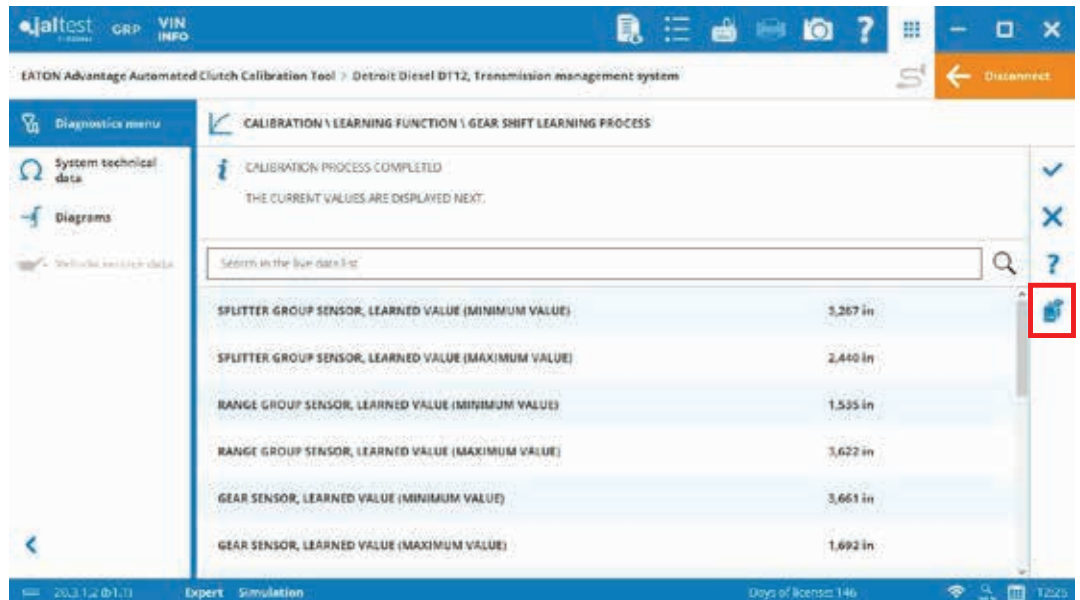 jaltest GRP VIN INFO
EATON Advantage Automated Clutch Calibration Tool > Detroit Diesel DT12, Transmission management system
Disconnect
Diagnostics menu
CALIBRATION \ LEARNING FUNCTION \ GEAR SHIFT LEARNING PROCESS
System technical data
CALIBRATION PROCESS COMPLETED
THE CURRENT VALUES ARE DISPLAYED NEXT.
Diagrams
Vehicle service data
Search in the live data list
SPLITTER GROUP SENSOR, LEARNED VALUE (MINIMUM VALUE) 3,267 in
SPLITTER GROUP SENSOR, LEARNED VALUE (MAXIMUM VALUE) 2,440 in
RANGE GROUP SENSOR, LEARNED VALUE (MINIMUM VALUE) 1,535 in
RANGE GROUP SENSOR, LEARNED VALUE (MAXIMUM VALUE) 3,622 in
GEAR SENSOR, LEARNED VALUE (MINIMUM VALUE) 3,661 in
GEAR SENSOR, LEARNED VALUE (MAXIMUM VALUE) 1,692 in
Expert Simulation Days of license: 146 12:25